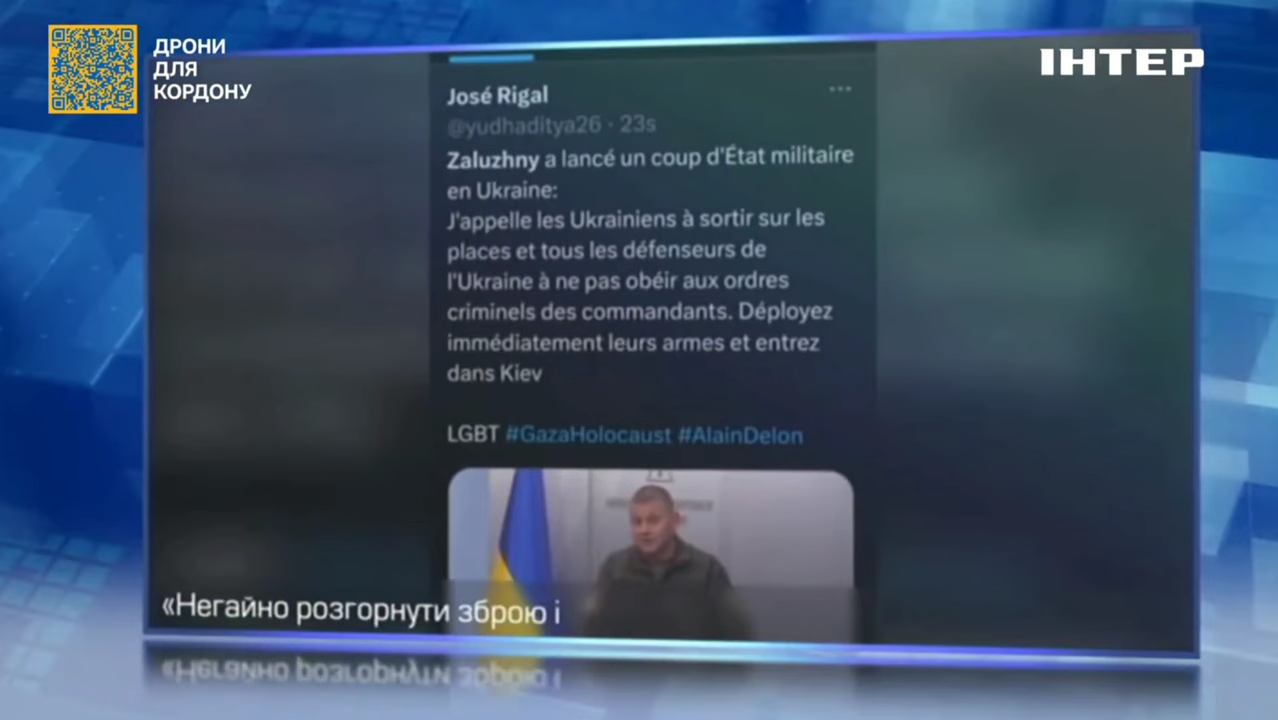 ДРОНИ
ДЛЯ
КОРДОНУ
ІНТЕР
José Rigal
@yudhaditya26 · 23s
Zaluzhny a lancé un coup d'État militaire
en Ukraine:
J'appelle les Ukrainiens à sortir sur les
places et tous les défenseurs de
l'Ukraine à ne pas obéir aux ordres
criminels des commandants. Déployez
immédiatement leurs armes et entrez
dans Kiev
LGBT #GazaHolocaust #AlainDelon
«Негайно розгорнути зброю і